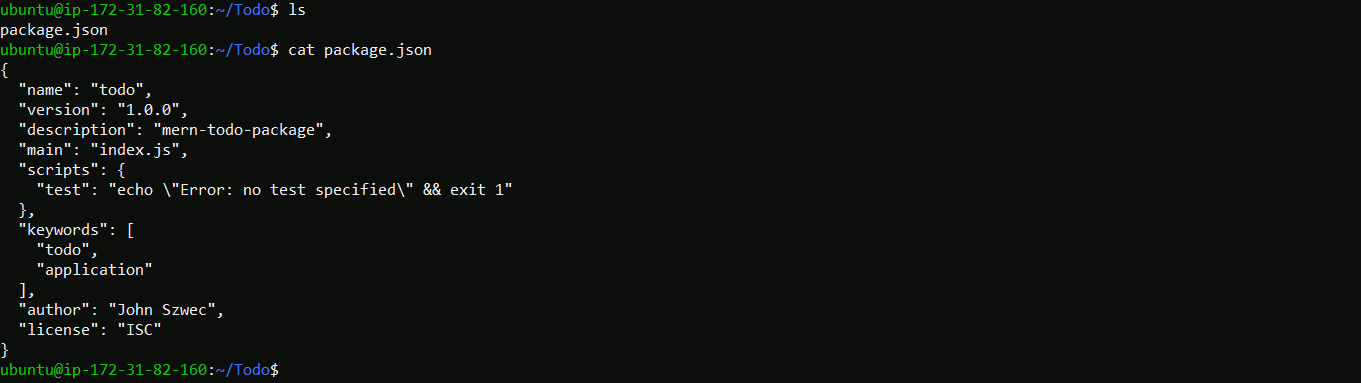 ubuntu@ip-172-31-82-160:~/Todo$ ls
package.json
ubuntu@ip-172-31-82-160:~/Todo$ cat package.json
{
  "name": "todo",
  "version": "1.0.0",
  "description": "mern-todo-package",
  "main": "index.js",
  "scripts": {
    "test": "echo \"Error: no test specified\" && exit 1"
  },
  "keywords": [
    "todo",
    "application"
  ],
  "author": "John Szwec",
  "license": "ISC"
}
ubuntu@ip-172-31-82-160:~/Todo$